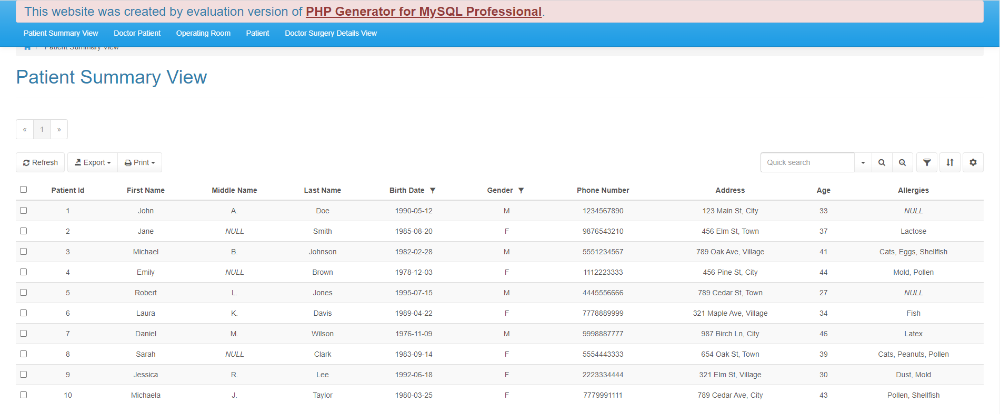 This website was created by evaluation version of PHP Generator for MySQL Professional.
Patient Summary View Doctor Patient Operating Room Patient Doctor Surgery Details View
/ Patient Summary View
Patient Summary View
« 1 »
Refresh Export Print Quick search
Patient Id First Name Middle Name Last Name Birth Date Gender Phone Number Address Age Allergies
1 John A. Doe 1990-05-12 M 1234567890 123 Main St, City 33 NULL
2 Jane NULL Smith 1985-08-20 F 9876543210 456 Elm St, Town 37 Lactose
3 Michael B. Johnson 1982-02-28 M 5551234567 789 Oak Ave, Village 41 Cats, Eggs, Shellfish
4 Emily NULL Brown 1978-12-03 F 1112223333 456 Pine St, City 44 Mold, Pollen
5 Robert L. Jones 1995-07-15 M 4445556666 789 Cedar St, Town 27 NULL
6 Laura K. Davis 1989-04-22 F 7778889999 321 Maple Ave, Village 34 Fish
7 Daniel M. Wilson 1976-11-09 M 9998887777 987 Birch Ln, City 46 Latex
8 Sarah NULL Clark 1983-09-14 F 5554443333 654 Oak St, Town 39 Cats, Peanuts, Pollen
9 Jessica R. Lee 1992-06-18 F 2223334444 321 Elm St, Village 30 Dust, Mold
10 Michaela J. Taylor 1980-03-25 F 7779991111 789 Cedar Ave, City 43 Pollen, Shellfish